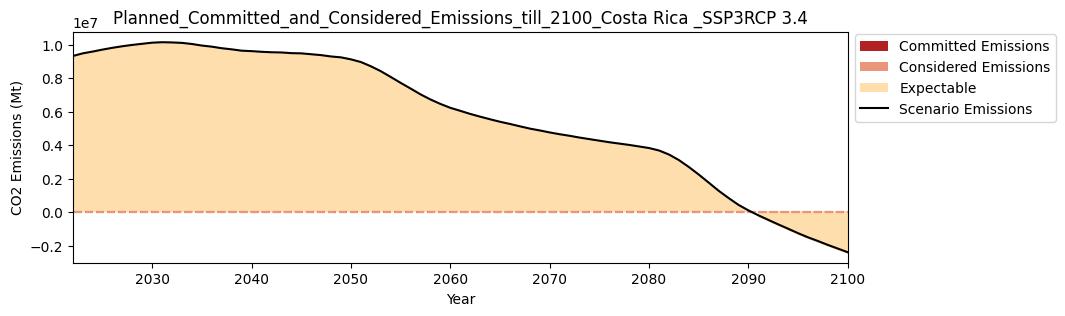 Planned_Committed_and_Considered_Emissions_till_2100_Costa Rica _SSP3RCP 3.4
1e7
1.0
0.8
0.6
0.4
0.2
0.0
−0.2
CO2 Emissions (Mt)
2030 2040 2050 2060 2070 2080 2090 2100
Year
Committed Emissions
Considered Emissions
Expectable
Scenario Emissions